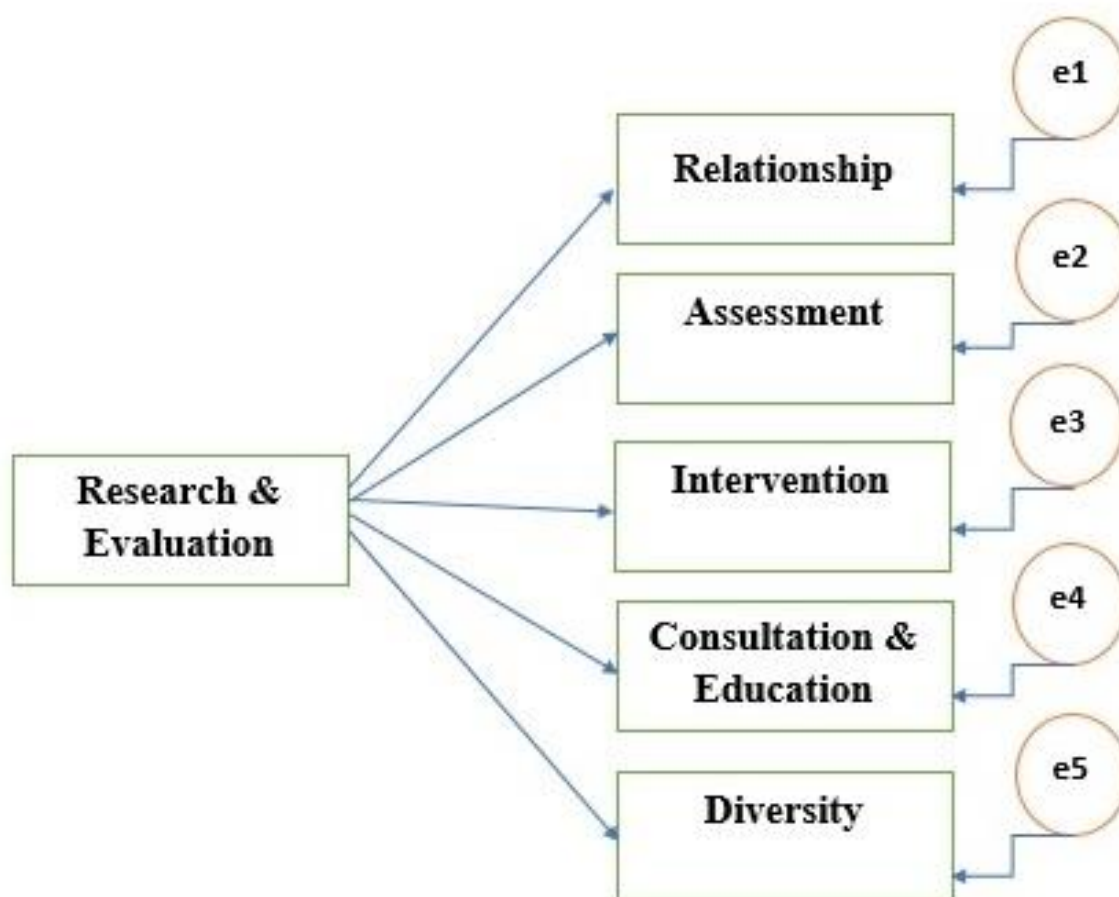 e1
Relationship
e2
Assessment
e3
Intervention
Research &
Evaluation
e4
Consultation &
Education
e5
Diversity